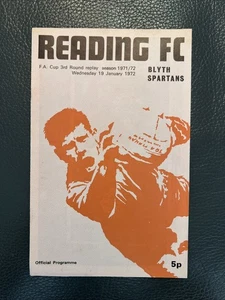 READING FC
F.A. Cup 3rd Round replay season 1971/72
Wednesday 19 January 1972
BLYTH
SPARTANS
Official Programme
5p